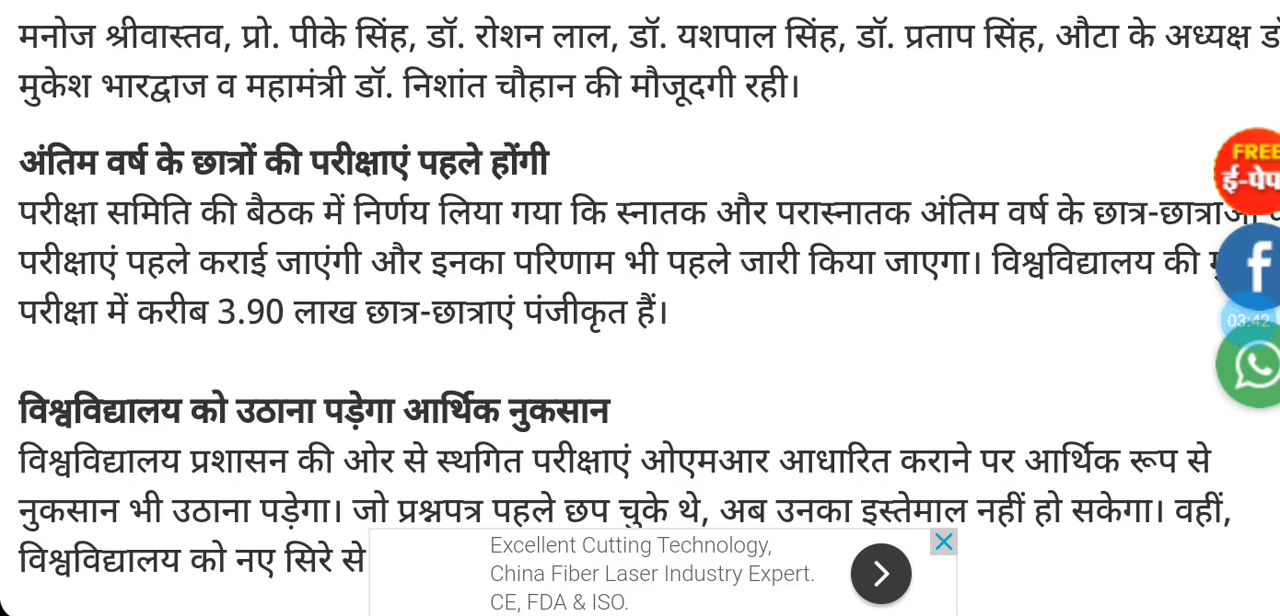 मनोज श्रीवास्तव, प्रो. पीके सिंह, डॉ. रोशन लाल, डॉ. यशपाल सिंह, डॉ. प्रताप सिंह, औटा के अध्यक्ष
मुकेश भारद्वाज व महामंत्री डॉ. निशांत चौहान की मौजूदगी रही।
अंतिम वर्ष के छात्रों की परीक्षाएं पहले होंगी
परीक्षा समिति की बैठक में निर्णय लिया गया कि स्नातक और परास्नातक अंतिम वर्ष के छात्र-छात्राओं
परीक्षाएं पहले कराई जाएंगी और इनका परिणाम भी पहले जारी किया जाएगा। विश्वविद्यालय की
परीक्षा में करीब 3.90 लाख छात्र-छात्राएं पंजीकृत हैं।
विश्वविद्यालय को उठाना पड़ेगा आर्थिक नुकसान
विश्वविद्यालय प्रशासन की ओर से स्थगित परीक्षाएं ओएमआर आधारित कराने पर आर्थिक रूप से
नुकसान भी उठाना पड़ेगा। जो प्रश्नपत्र पहले छप चुके थे, अब उनका इस्तेमाल नहीं हो सकेगा। वहीं,
विश्वविद्यालय को नए सिरे से
FREE
ई-पेप
03:42
Excellent Cutting Technology,
China Fiber Laser Industry Expert.
CE, FDA & ISO.